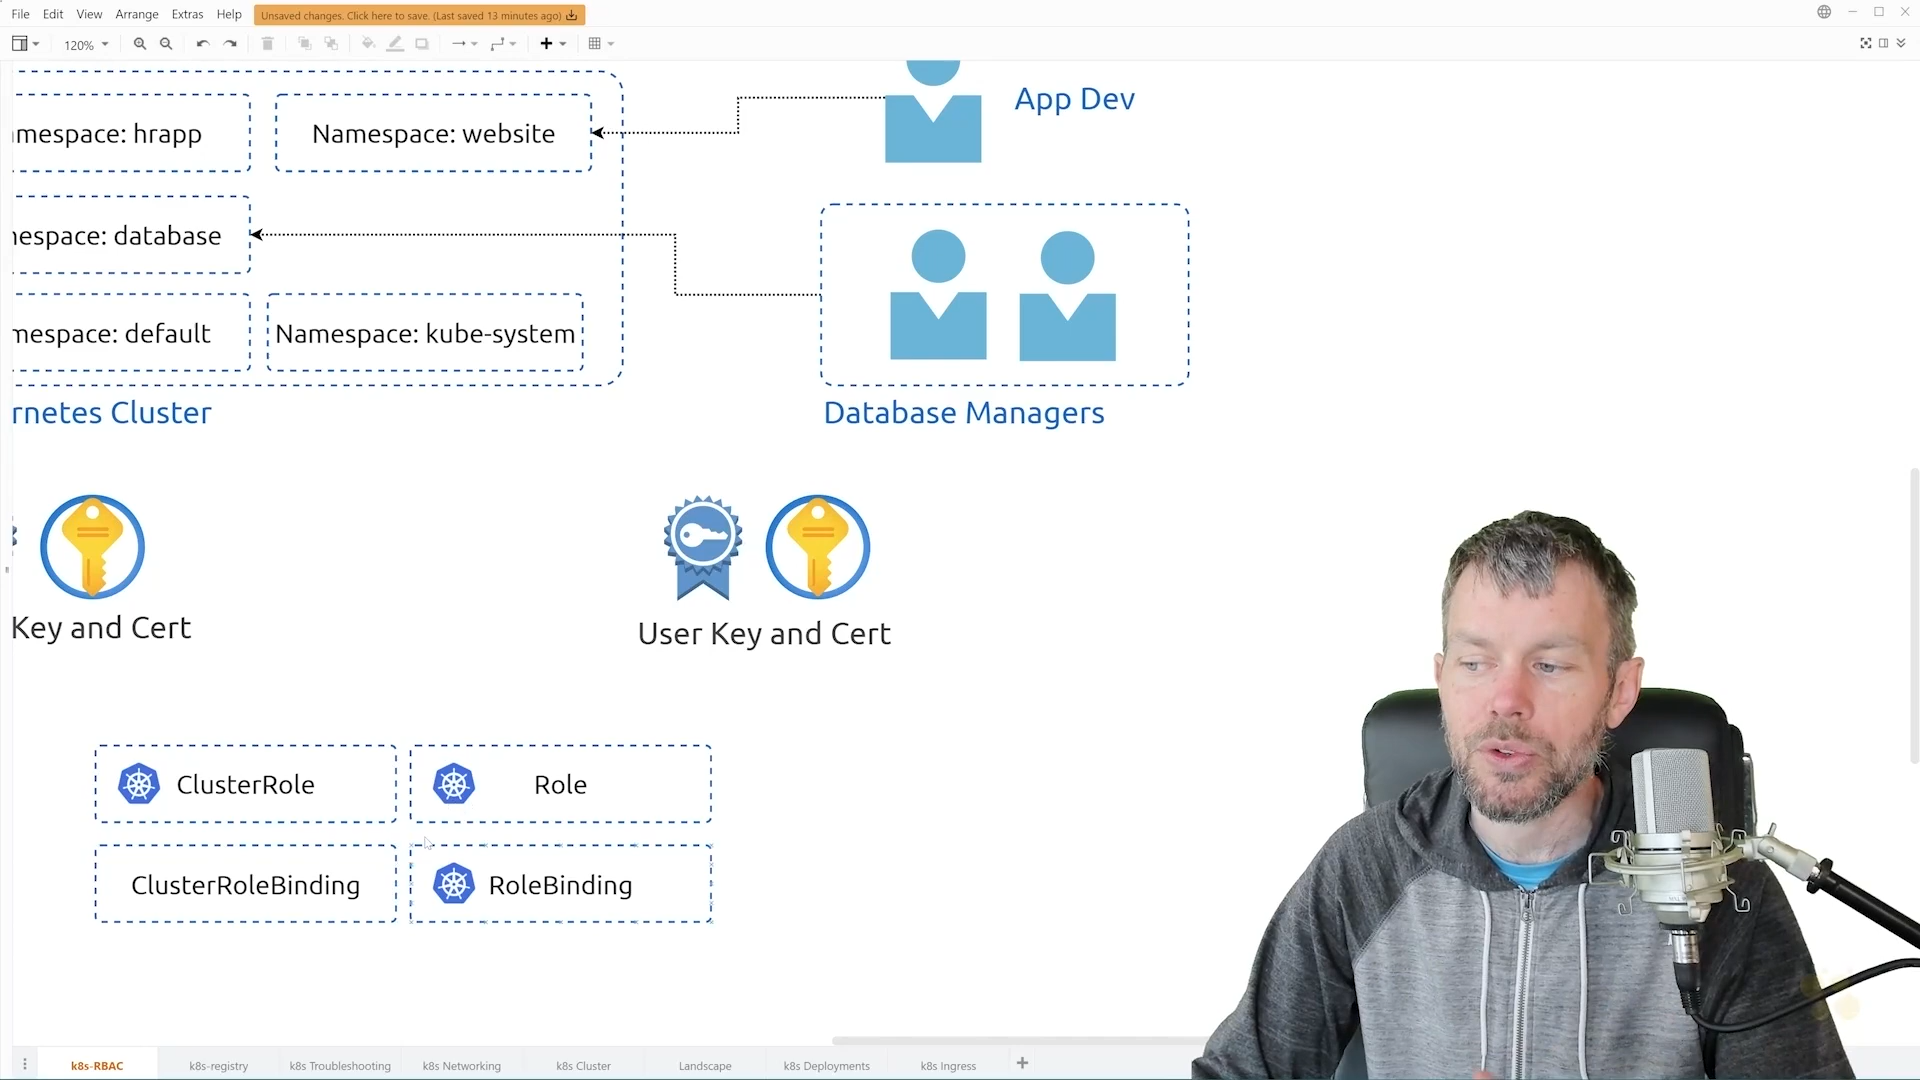 File Edit View Arrange Extras Help Unsaved changes. Click here to save. (Last saved 13 minutes ago)
120%
App Dev
mespace: hrapp
Namespace: website
espace: database
mespace: default
Namespace: kube-system
rnetes Cluster
Database Managers
Key and Cert
User Key and Cert
ClusterRole
Role
ClusterRoleBinding
RoleBinding
k8s-RBAC k8s-registry k8s Troubleshooting k8s Networking k8s Cluster Landscape k8s Deployments k8s Ingress